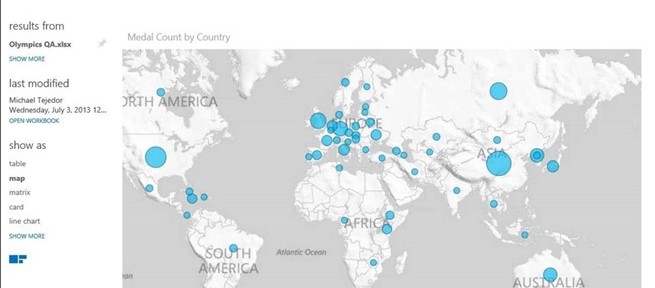 results from
Olympics QA.xlsx
SHOW MORE
last modified
Michael Tejedor
Wednesday, July 3, 2013 12...
OPEN WORKBOOK
show as
table
map
matrix
card
line chart
SHOW MORE
Medal Count by Country
ORTH AMERICA
EUROPE
ASIA
AFRICA
Atlantic Ocean
SOUTH
AMERICA
AUSTRALIA